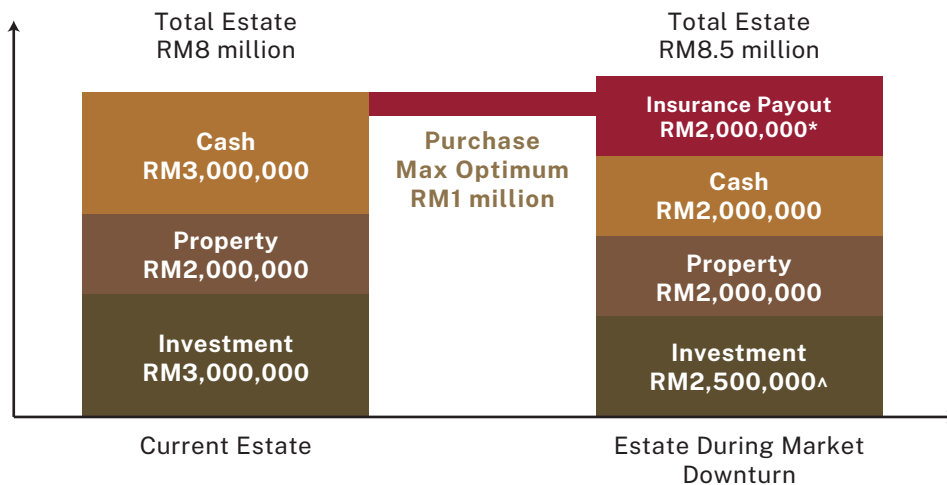 Total Estate
RM8 million
Cash
RM3,000,000
Property
RM2,000,000
Investment
RM3,000,000
Current Estate
Purchase
Max Optimum
RM1 million
Total Estate
RM8.5 million
Insurance Payout
RM2,000,000*
Cash
RM2,000,000
Property
RM2,000,000
Investment
RM2,500,000^
Estate During Market
Downturn